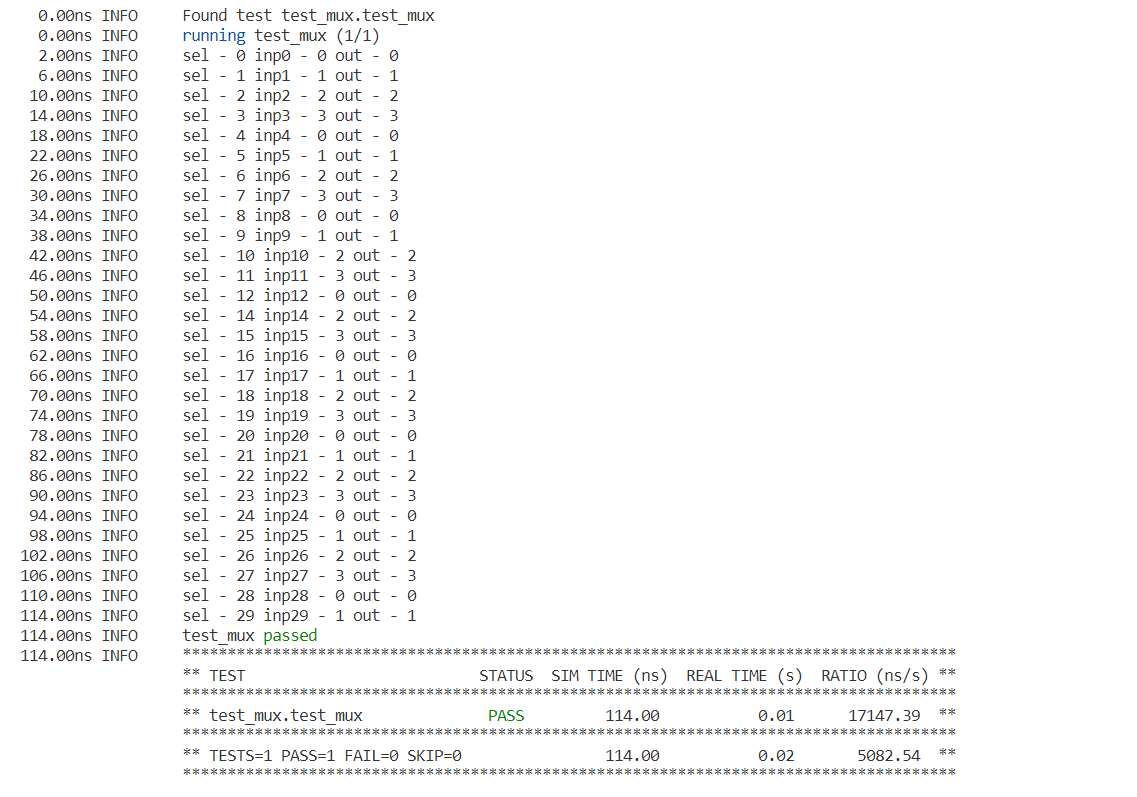 0.00ns INFO     Found test test_mux.test_mux
0.00ns INFO     running test_mux (1/1)
2.00ns INFO     sel - 0 inp0 - 0 out - 0
6.00ns INFO     sel - 1 inp1 - 1 out - 1
10.00ns INFO     sel - 2 inp2 - 2 out - 2
14.00ns INFO     sel - 3 inp3 - 3 out - 3
18.00ns INFO     sel - 4 inp4 - 0 out - 0
22.00ns INFO     sel - 5 inp5 - 1 out - 1
26.00ns INFO     sel - 6 inp6 - 2 out - 2
30.00ns INFO     sel - 7 inp7 - 3 out - 3
34.00ns INFO     sel - 8 inp8 - 0 out - 0
38.00ns INFO     sel - 9 inp9 - 1 out - 1
42.00ns INFO     sel - 10 inp10 - 2 out - 2
46.00ns INFO     sel - 11 inp11 - 3 out - 3
50.00ns INFO     sel - 12 inp12 - 0 out - 0
54.00ns INFO     sel - 14 inp14 - 2 out - 2
58.00ns INFO     sel - 15 inp15 - 3 out - 3
62.00ns INFO     sel - 16 inp16 - 0 out - 0
66.00ns INFO     sel - 17 inp17 - 1 out - 1
70.00ns INFO     sel - 18 inp18 - 2 out - 2
74.00ns INFO     sel - 19 inp19 - 3 out - 3
78.00ns INFO     sel - 20 inp20 - 0 out - 0
82.00ns INFO     sel - 21 inp21 - 1 out - 1
86.00ns INFO     sel - 22 inp22 - 2 out - 2
90.00ns INFO     sel - 23 inp23 - 3 out - 3
94.00ns INFO     sel - 24 inp24 - 0 out - 0
98.00ns INFO     sel - 25 inp25 - 1 out - 1
102.00ns INFO     sel - 26 inp26 - 2 out - 2
106.00ns INFO     sel - 27 inp27 - 3 out - 3
110.00ns INFO     sel - 28 inp28 - 0 out - 0
114.00ns INFO     sel - 29 inp29 - 1 out - 1
114.00ns INFO     test_mux passed
114.00ns INFO     **************************************************************************************
** TEST                          STATUS  SIM TIME (ns)  REAL TIME (s)  RATIO (ns/s) **
**************************************************************************************
** test_mux.test_mux              PASS         114.00           0.01      17147.39  **
**************************************************************************************
** TESTS=1 PASS=1 FAIL=0 SKIP=0                114.00           0.02       5082.54  **
**************************************************************************************